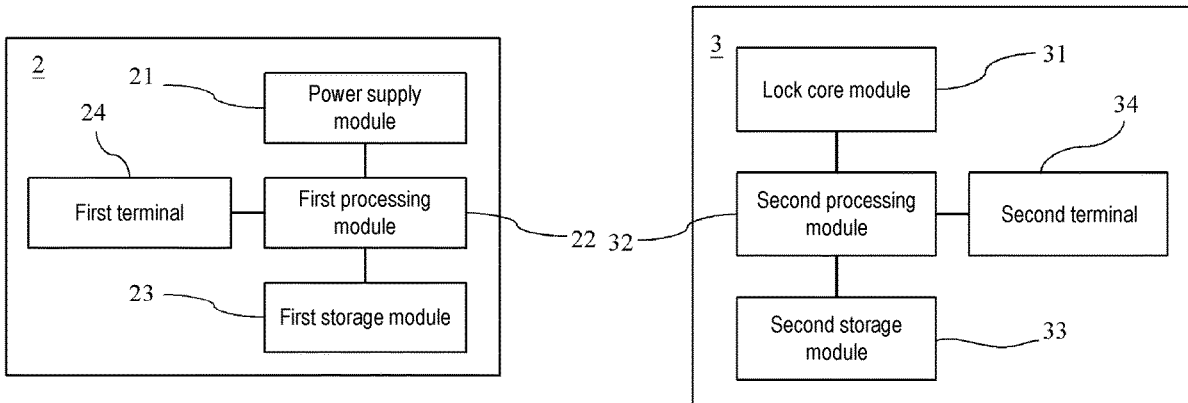 2
21
Power supply
module
24
First terminal
First processing
module
22
23
First storage module
3
31
Lock core module
34
32
Second processing
module
Second terminal
Second storage
module
33